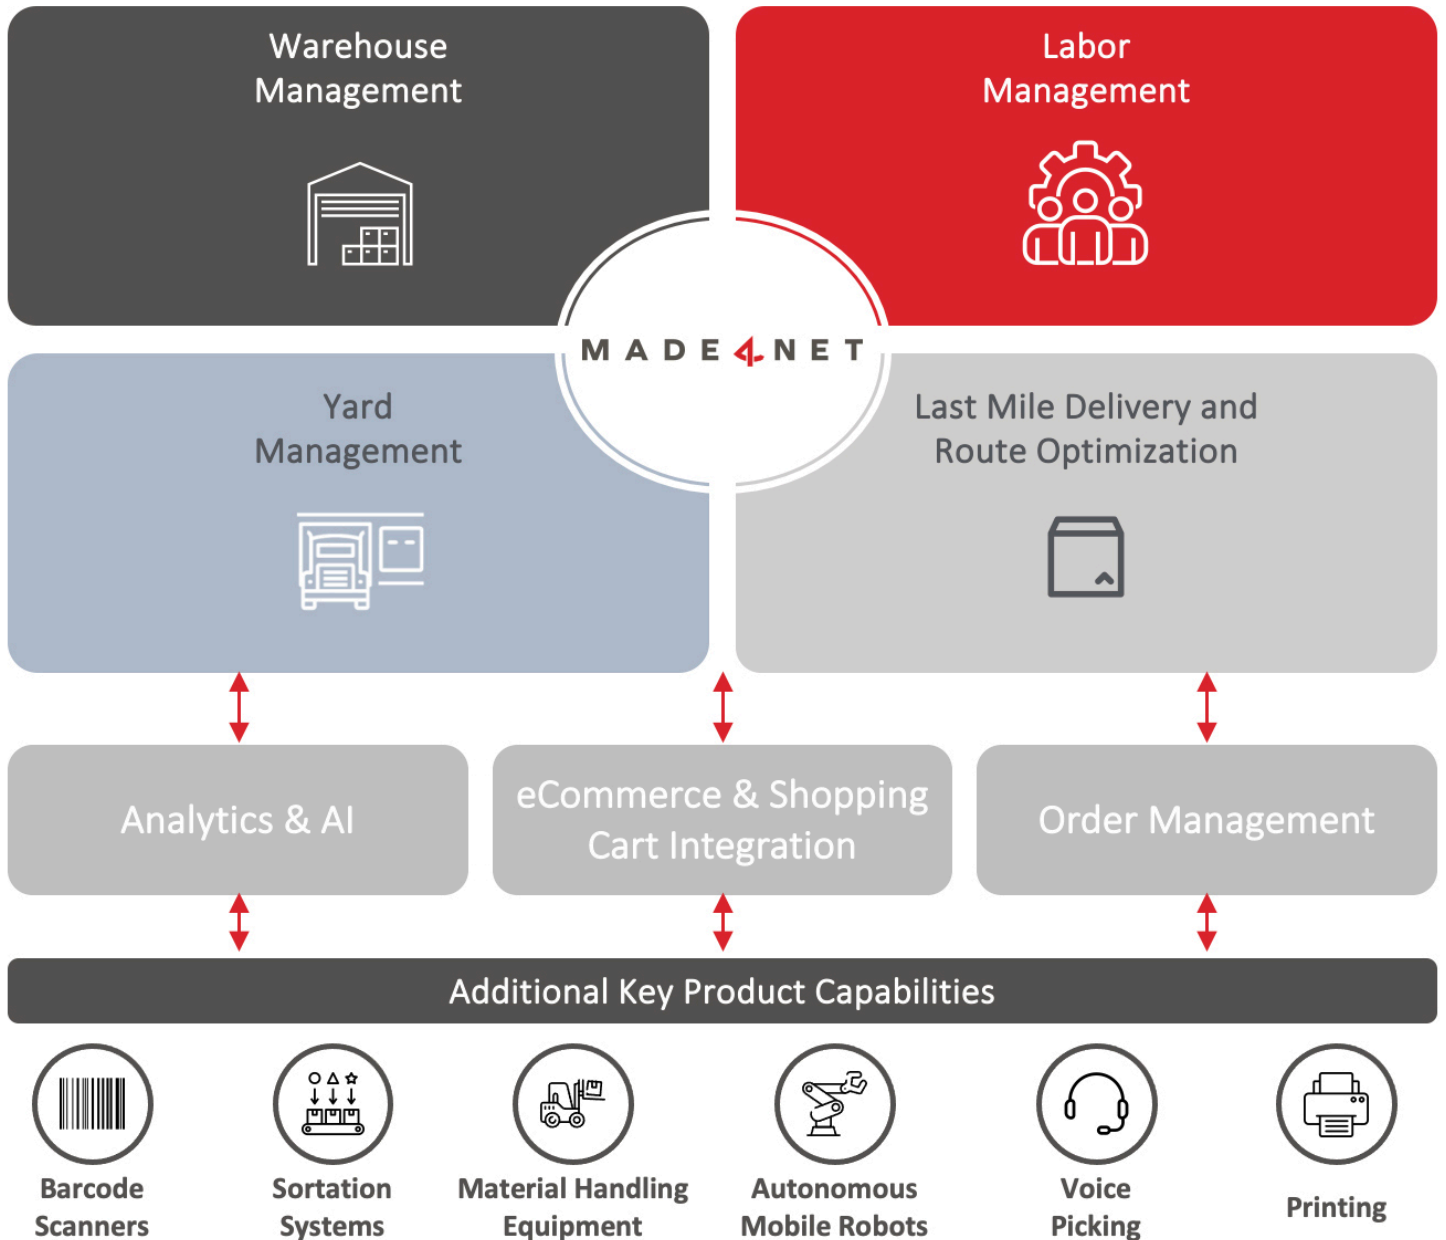 Warehouse
Management
Labor
Management
MADE4NET
Yard
Management
Last Mile Delivery and
Route Optimization
Analytics & AI
eCommerce & Shopping
Cart Integration
Order Management
Additional Key Product Capabilities
Barcode
Scanners
Sortation
Systems
Material Handling
Equipment
Autonomous
Mobile Robots
Voice
Picking
Printing